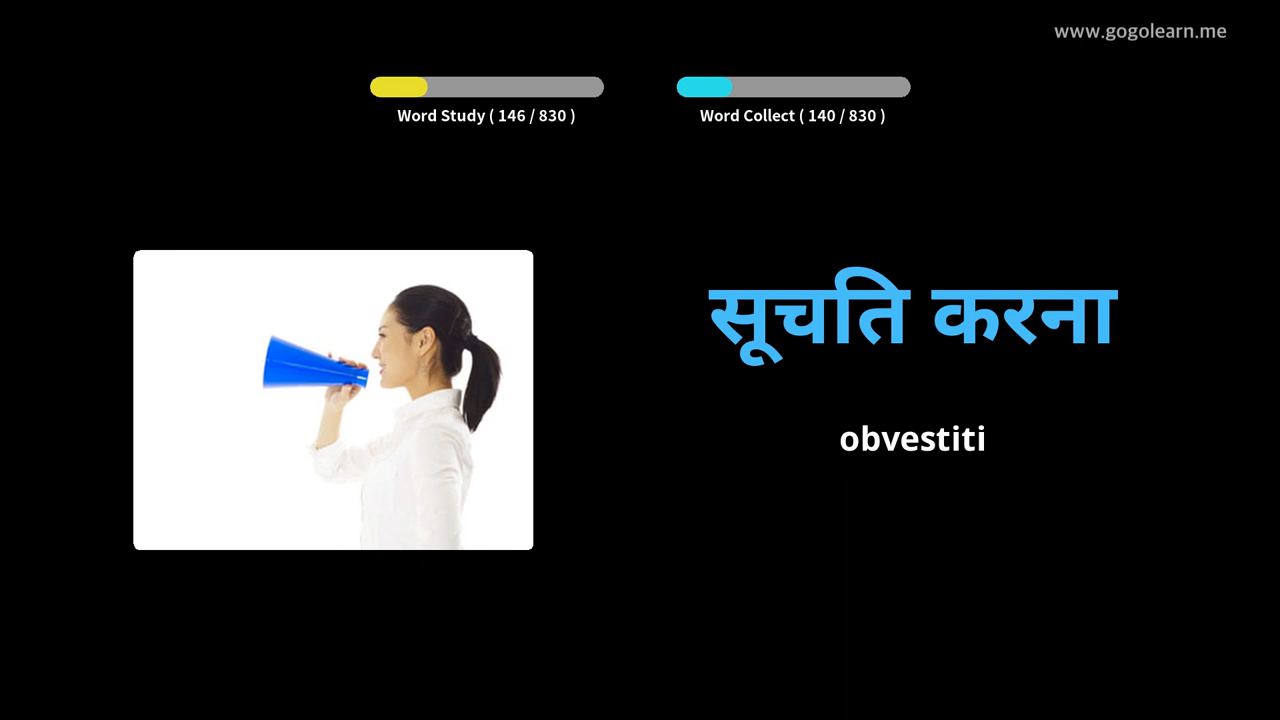 www.gogolearn.me
Word Study ( 146 / 830 )
Word Collect ( 140 / 830 )
सूचति करना
obvestiti